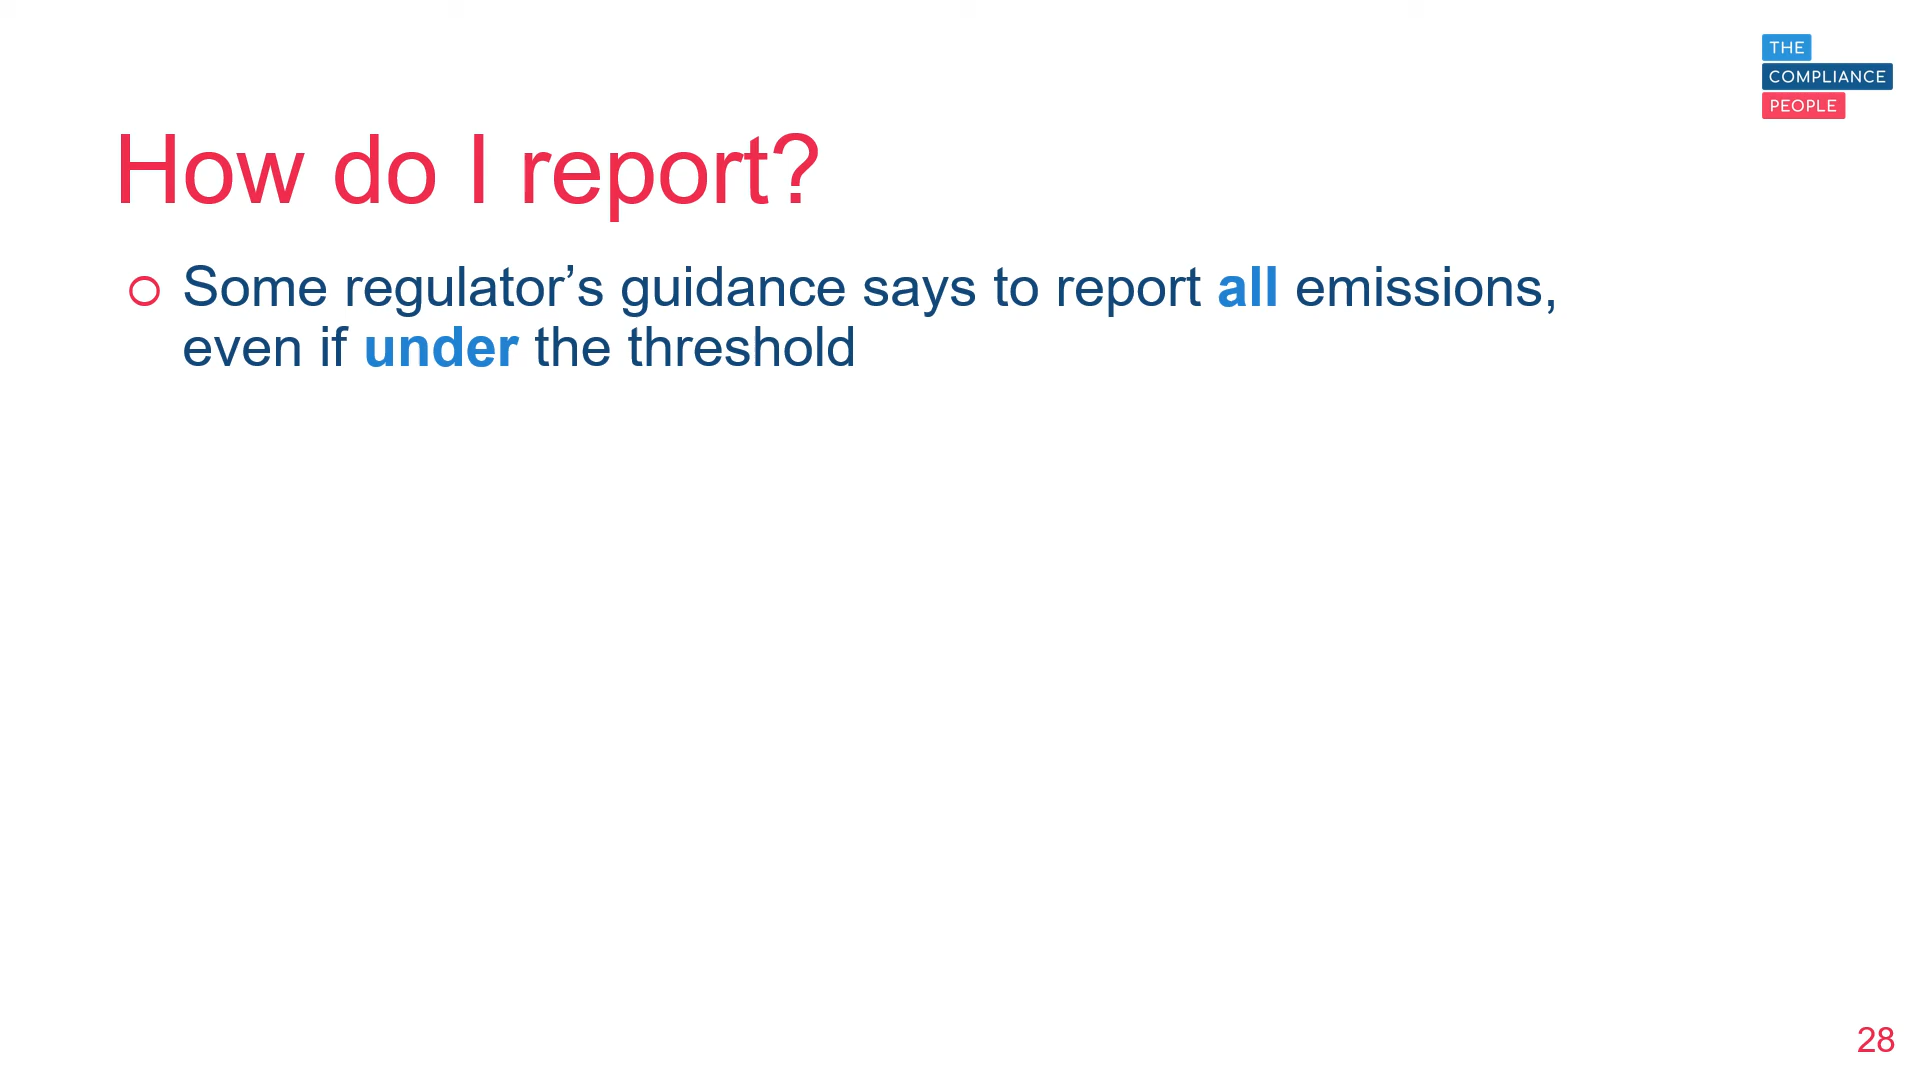 THE
COMPLIANCE
PEOPLE
How do I report?
Some regulator’s guidance says to report all emissions,
even if under the threshold
28